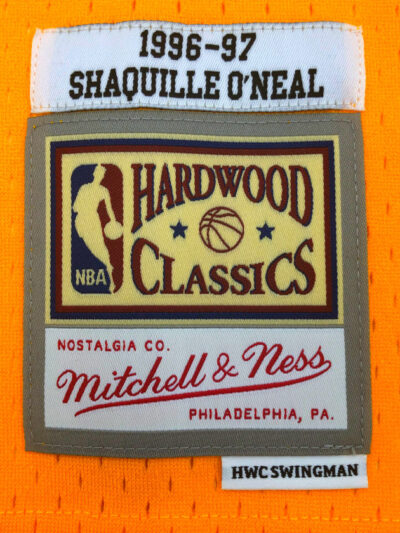 1996-97
SHAQUILLE O'NEAL
HARDWOOD
CLASSICS
NBA
NOSTALGIA CO.
Mitchell & Ness
PHILADELPHIA, PA.
HWC SWINGMAN